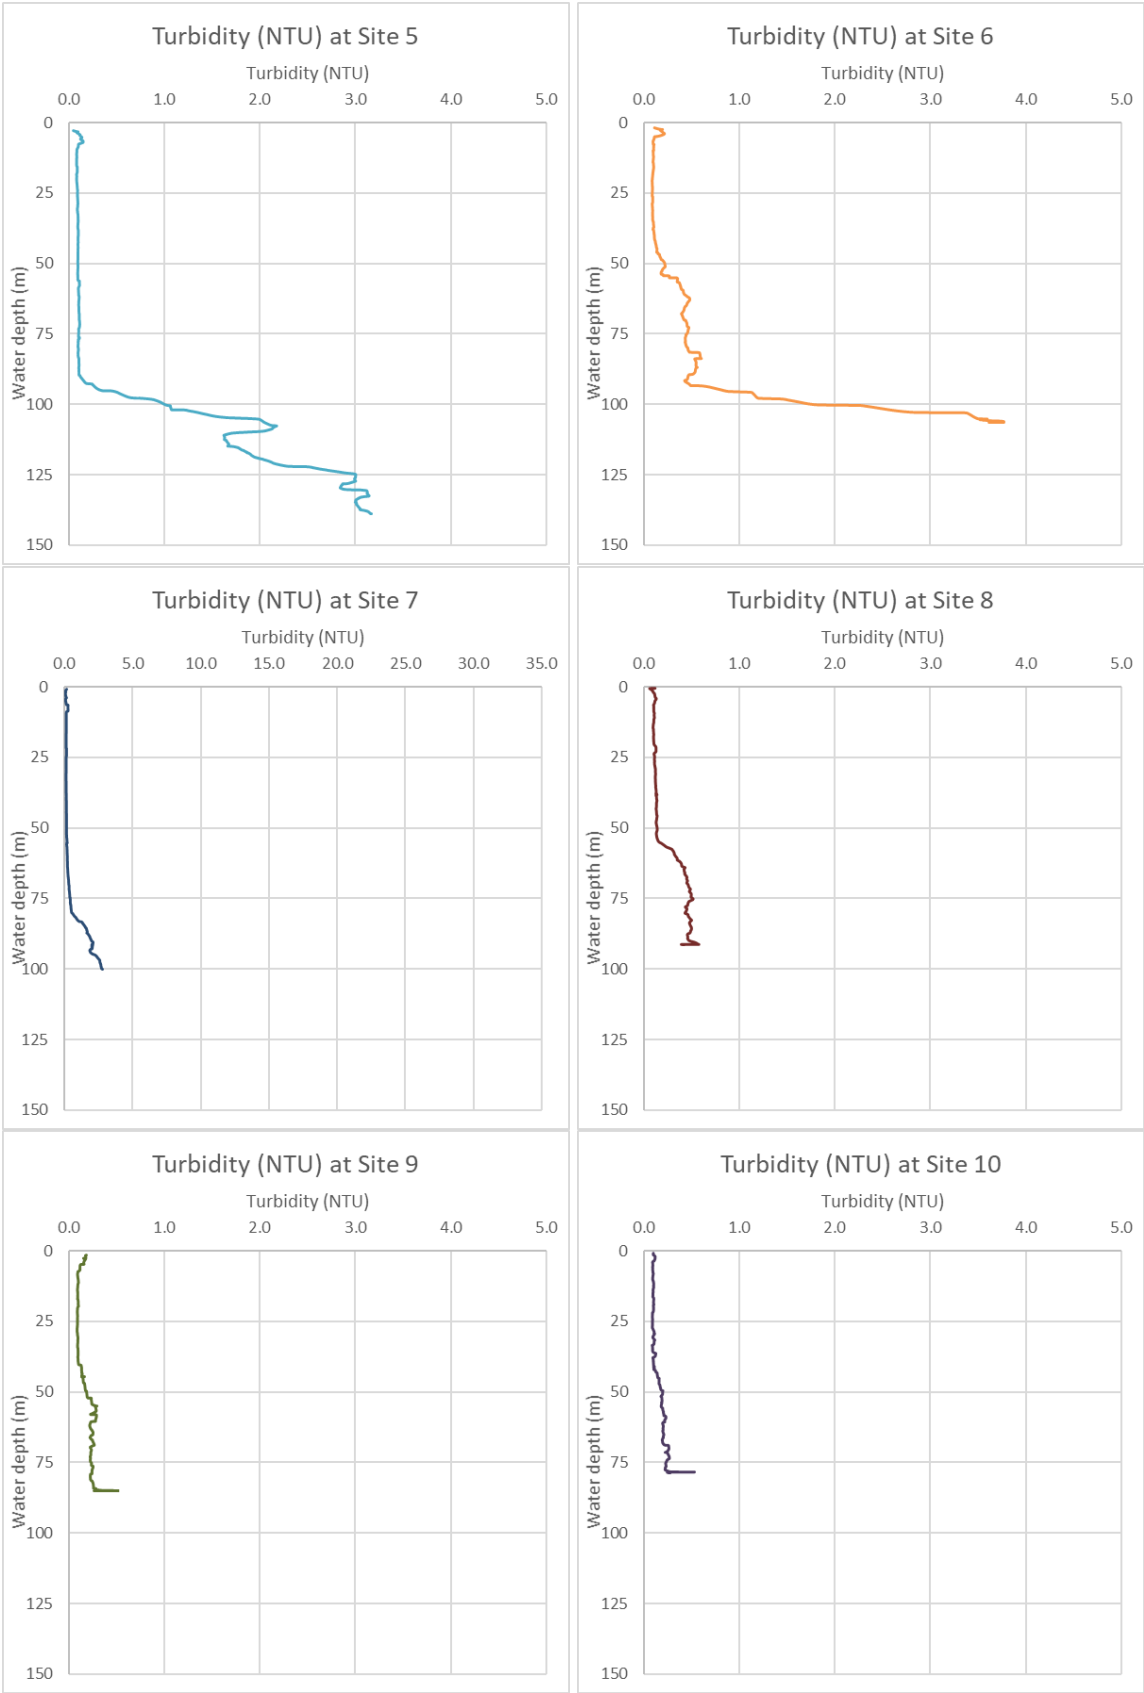 Turbidity (NTU) at Site 5
Turbidity (NTU)
0.0 1.0 2.0 3.0 4.0 5.0
0
25
50
75
100
125
150
Water depth (m)
Turbidity (NTU) at Site 6
Turbidity (NTU)
0.0 1.0 2.0 3.0 4.0 5.0
0
25
50
75
100
125
150
Water depth (m)
Turbidity (NTU) at Site 7
Turbidity (NTU)
0.0 5.0 10.0 15.0 20.0 25.0 30.0 35.0
0
25
50
75
100
125
150
Water depth (m)
Turbidity (NTU) at Site 8
Turbidity (NTU)
0.0 1.0 2.0 3.0 4.0 5.0
0
25
50
75
100
125
150
Water depth (m)
Turbidity (NTU) at Site 9
Turbidity (NTU)
0.0 1.0 2.0 3.0 4.0 5.0
0
25
50
75
100
125
150
Water depth (m)
Turbidity (NTU) at Site 10
Turbidity (NTU)
0.0 1.0 2.0 3.0 4.0 5.0
0
25
50
75
100
125
150
Water depth (m)